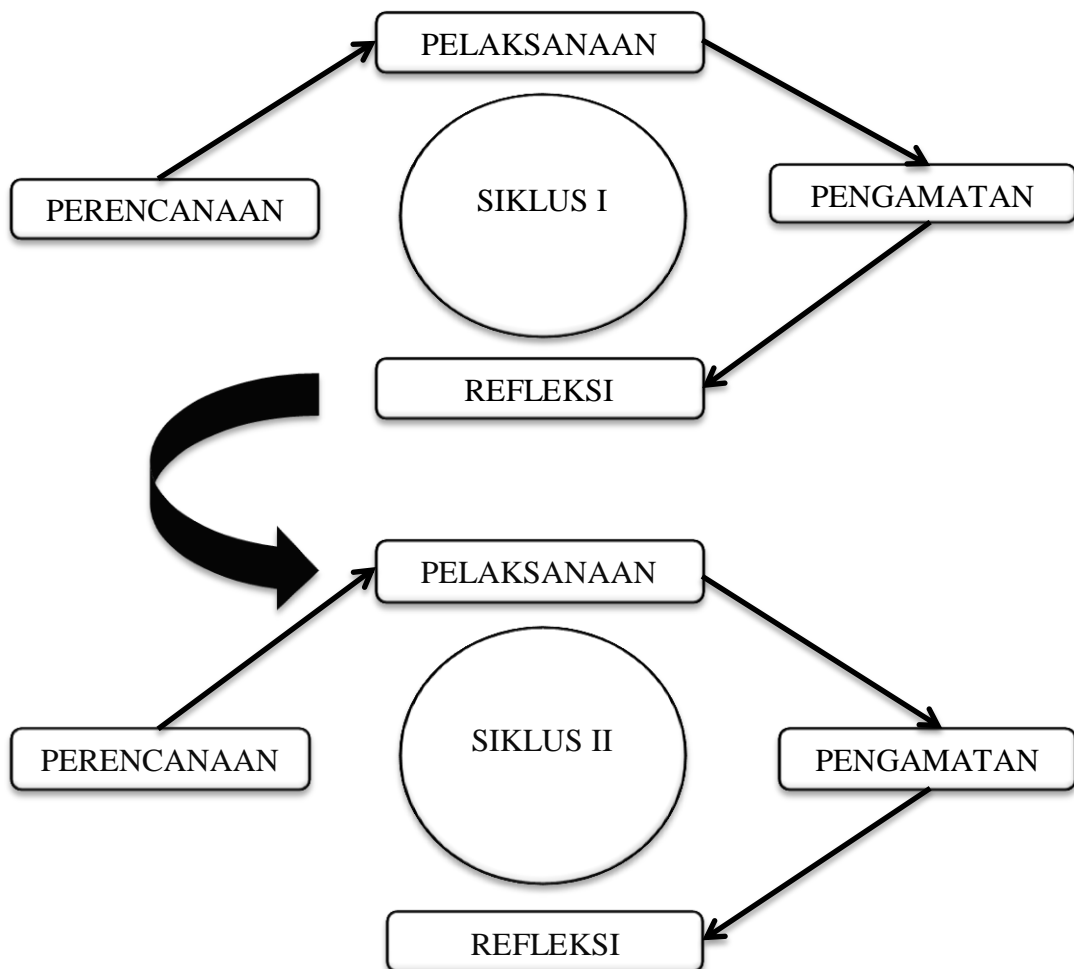 PELAKSANAAN
PERENCANAAN
SIKLUS I
PENGAMATAN
REFLEKSI
PELAKSANAAN
PERENCANAAN
SIKLUS II
PENGAMATAN
REFLEKSI